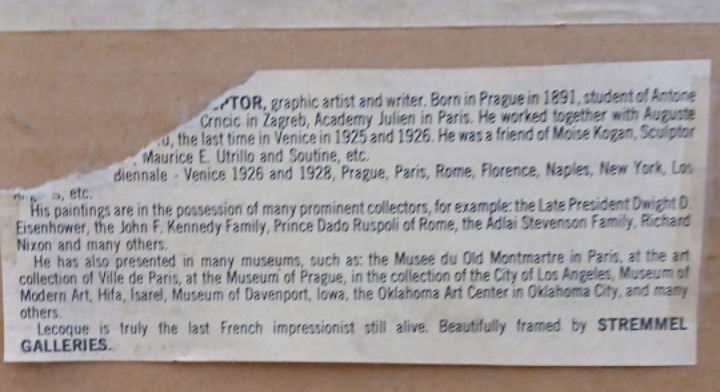 PTOR, graphic artist and writer. Born in Prague in 1891, student of Antone
Crncic in Zagreb, Academy Julien in Paris. He worked together with Auguste
the last time in Venice in 1925 and 1926. He was a friend of Moise Kogan, Sculptor
Maurice E. Utrillo and Soutine, etc.
Biennale - Venice 1926 and 1928, Prague, Paris, Rome, Florence, Naples, New York, Los
etc.
His paintings are in the possession of many prominent collectors, for example: the Late President Dwight D
Eisenhower, the John F. Kennedy Family, Prince Dado Ruspoli of Rome, the Adlai Stevenson Family, Richard
Nixon and many others.
He has also presented in many museums, such as: the Musee du Old Montmartre in Paris, at the art
collection of Ville de Paris, at the Museum of Prague, in the collection of the City of Los Angeles, Museum of
Modern Art, Hifa, Isarel, Museum of Davenport, Iowa, the Oklahoma Art Center in Oklahoma City, and many
others.
Lecoque is truly the last French impressionist still alive. Beautifully framed by STREMMEL
GALLERIES.